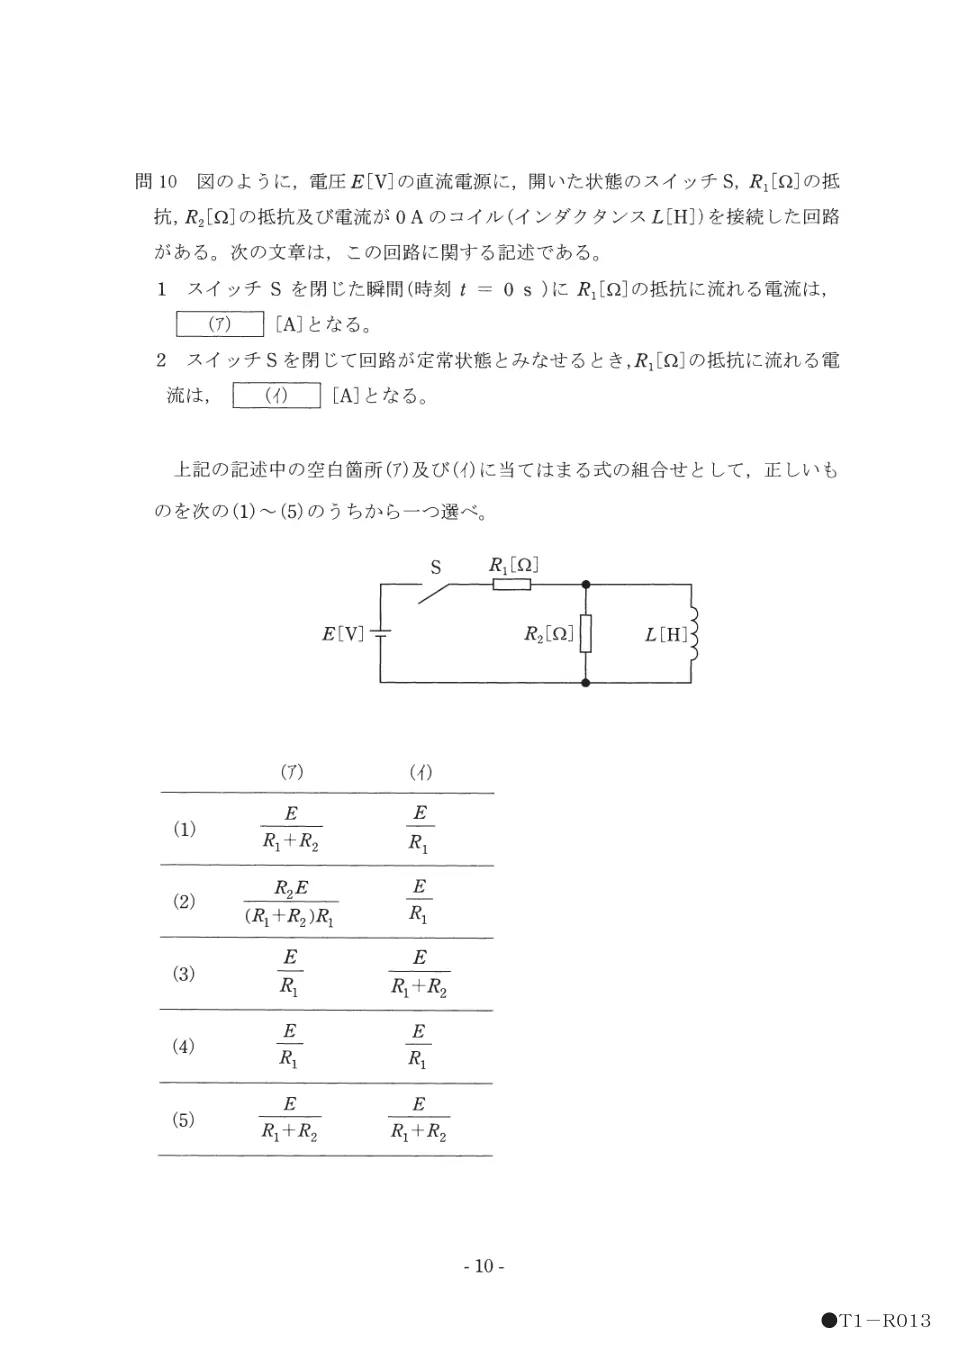 問10 図のように，電圧E[V]の直流電源に，開いた状態のスイッチS, R₁[Ω]の抵
抗, R₂[Ω]の抵抗及び電流が0Aのコイル(インダクタンスL[H])を接続した回路
がある。次の文章は，この回路に関する記述である。
1 スイッチ S を閉じた瞬間(時刻 t = 0 s )に R₁[Ω]の抵抗に流れる電流は，
(ア) [A]となる。
2 スイッチSを閉じて回路が定常状態とみなせるとき,R₁[Ω]の抵抗に流れる電
流は， (イ) [A]となる。
上記の記述中の空白箇所(ア)及び(イ)に当てはまる式の組合せとして，正しいも
のを次の(1)～(5)のうちから一つ選べ。
S R₁[Ω]
E[V] R₂[Ω] L[H]
(ア) (イ)
(1) E/(R₁+R₂) E/R₁
(2) R₂E/((R₁+R₂)R₁) E/R₁
(3) E/R₁ E/(R₁+R₂)
(4) E/R₁ E/R₁
(5) E/(R₁+R₂) E/(R₁+R₂)
- 10 -
●T1－R013